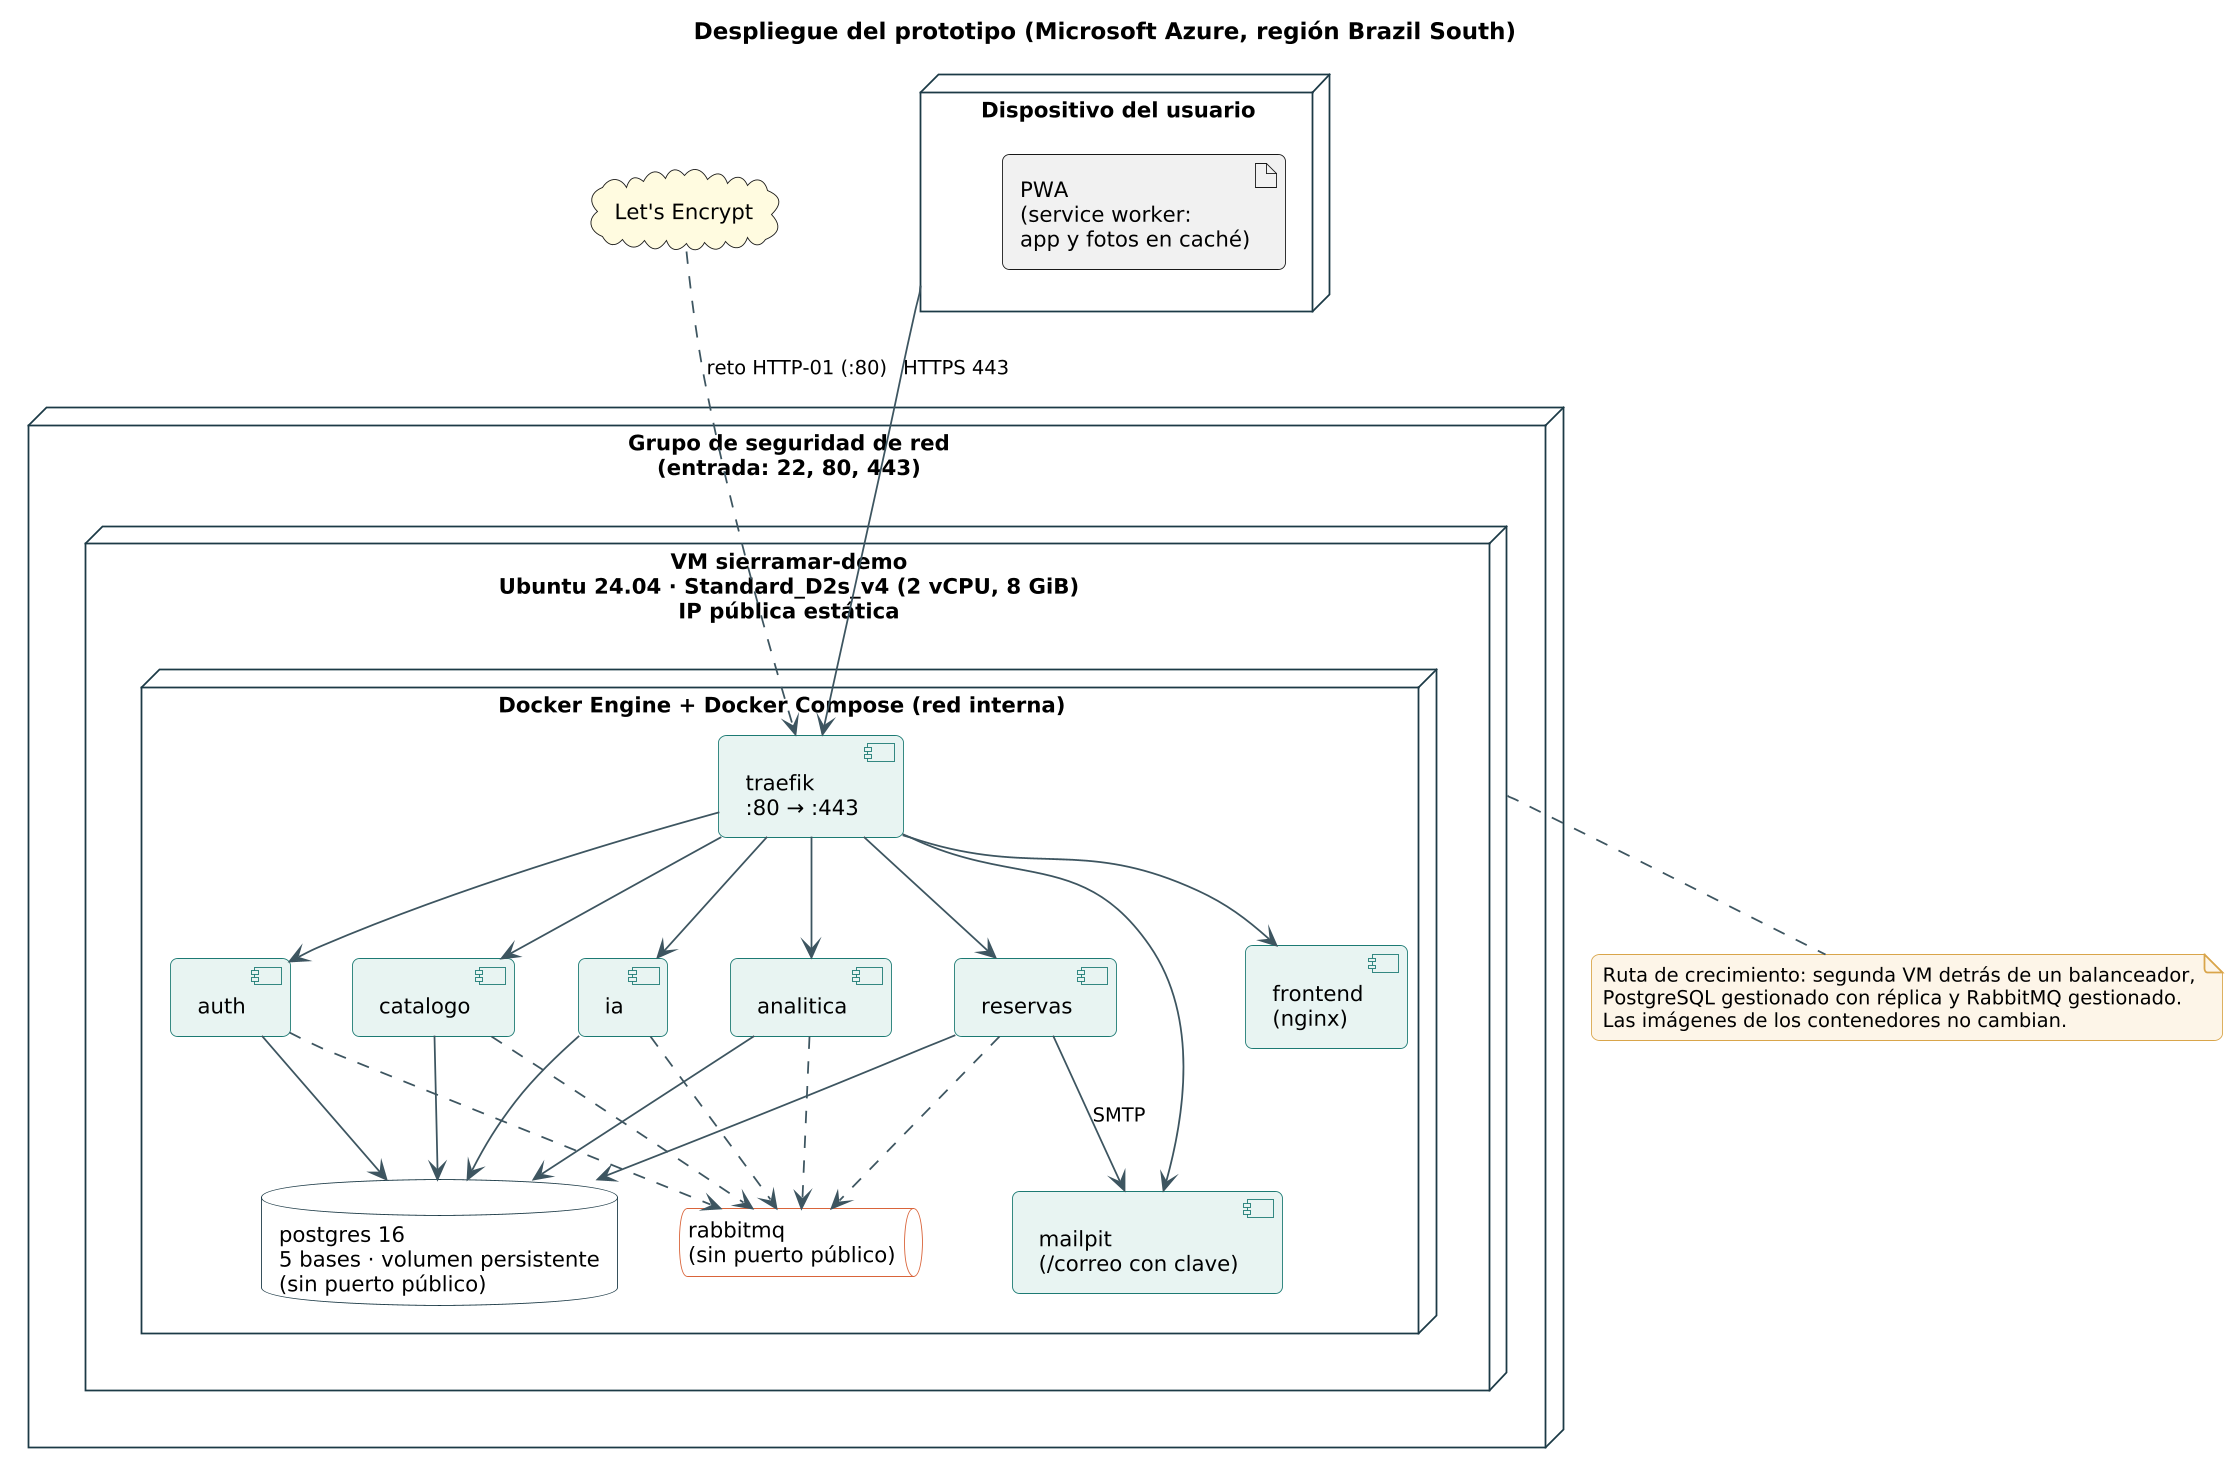 Despliegue del prototipo (Microsoft Azure, región Brazil South)
Dispositivo del usuario
PWA
(service worker:
app y fotos en caché)
Let's Encrypt
reto HTTP-01 (:80)
HTTPS 443
Grupo de seguridad de red
(entrada: 22, 80, 443)
VM sierramar-demo
Ubuntu 24.04 · Standard_D2s_v4 (2 vCPU, 8 GiB)
IP pública estática
Docker Engine + Docker Compose (red interna)
traefik
:80 → :443
auth
catalogo
ia
analitica
reservas
frontend
(nginx)
Ruta de crecimiento: segunda VM detrás de un balanceador,
PostgreSQL gestionado con réplica y RabbitMQ gestionado.
Las imágenes de los contenedores no cambian.
SMTP
postgres 16
5 bases · volumen persistente
(sin puerto público)
rabbitmq
(sin puerto público)
mailpit
(/correo con clave)